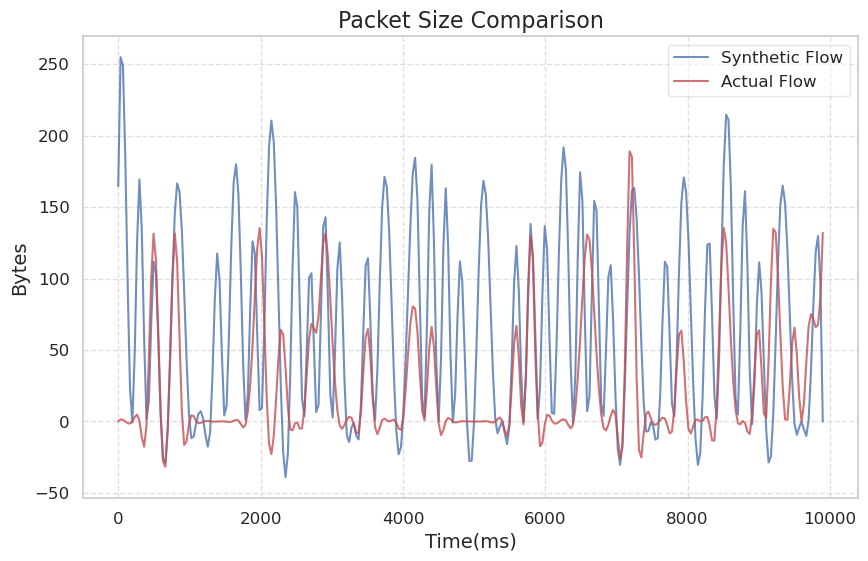 Packet Size Comparison
Synthetic Flow
Actual Flow
Bytes
250
200
150
100
50
0
−50
0
2000
4000
6000
8000
10000
Time(ms)